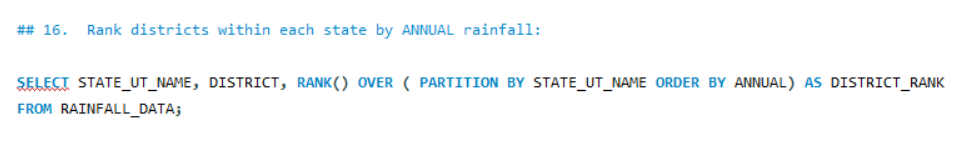 ## 16.  Rank districts within each state by ANNUAL rainfall:
SELECT STATE_UT_NAME, DISTRICT, RANK() OVER ( PARTITION BY STATE_UT_NAME ORDER BY ANNUAL) AS DISTRICT_RANK
FROM RAINFALL_DATA;